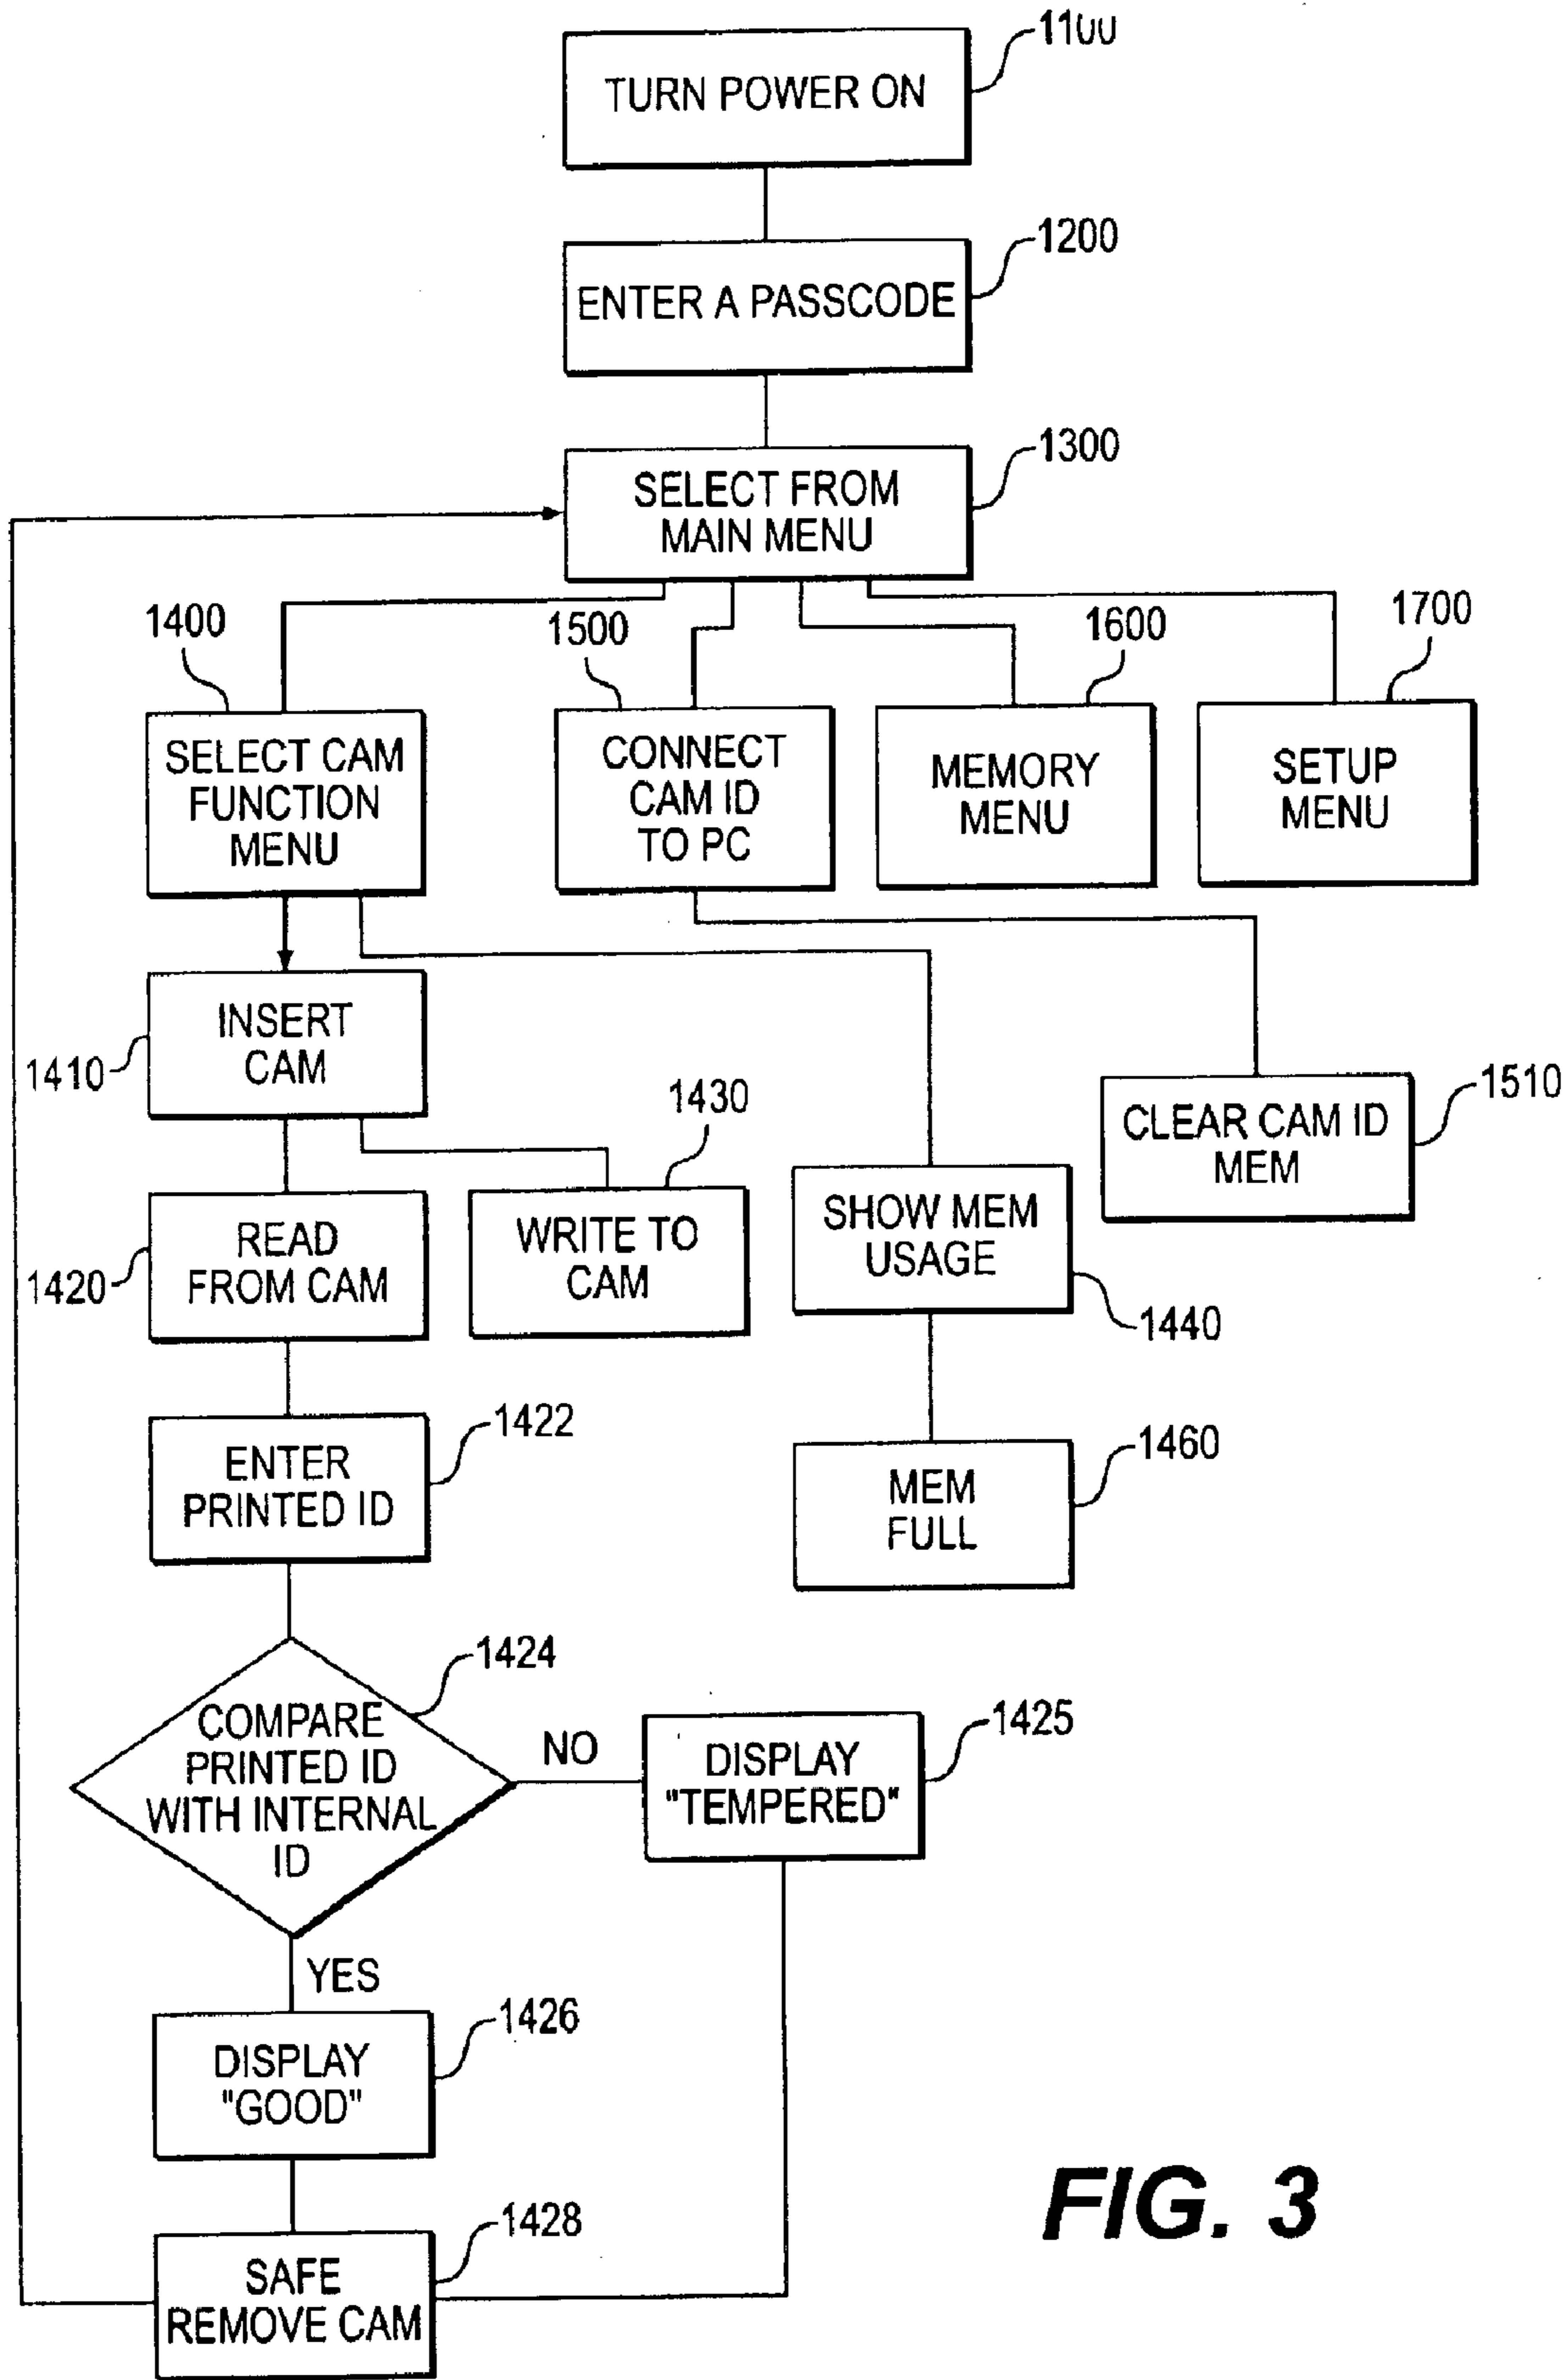 1100
TURN POWER ON
1200
ENTER A PASSCODE
1300
SELECT FROM
MAIN MENU
1400
1500
1600
1700
SELECT CAM
FUNCTION
MENU
CONNECT
CAM ID
TO PC
MEMORY
MENU
SETUP
MENU
INSERT
CAM
1410
1430
CLEAR CAM ID
MEM
1510
READ
FROM CAM
1420
WRITE TO
CAM
SHOW MEM
USAGE
1440
1422
ENTER
PRINTED ID
1460
MEM
FULL
1424
COMPARE
PRINTED ID
WITH INTERNAL
ID
NO
1425
DISPLAY
"TEMPERED"
YES
1426
DISPLAY
"GOOD"
1428
SAFE
REMOVE CAM
FIG. 3